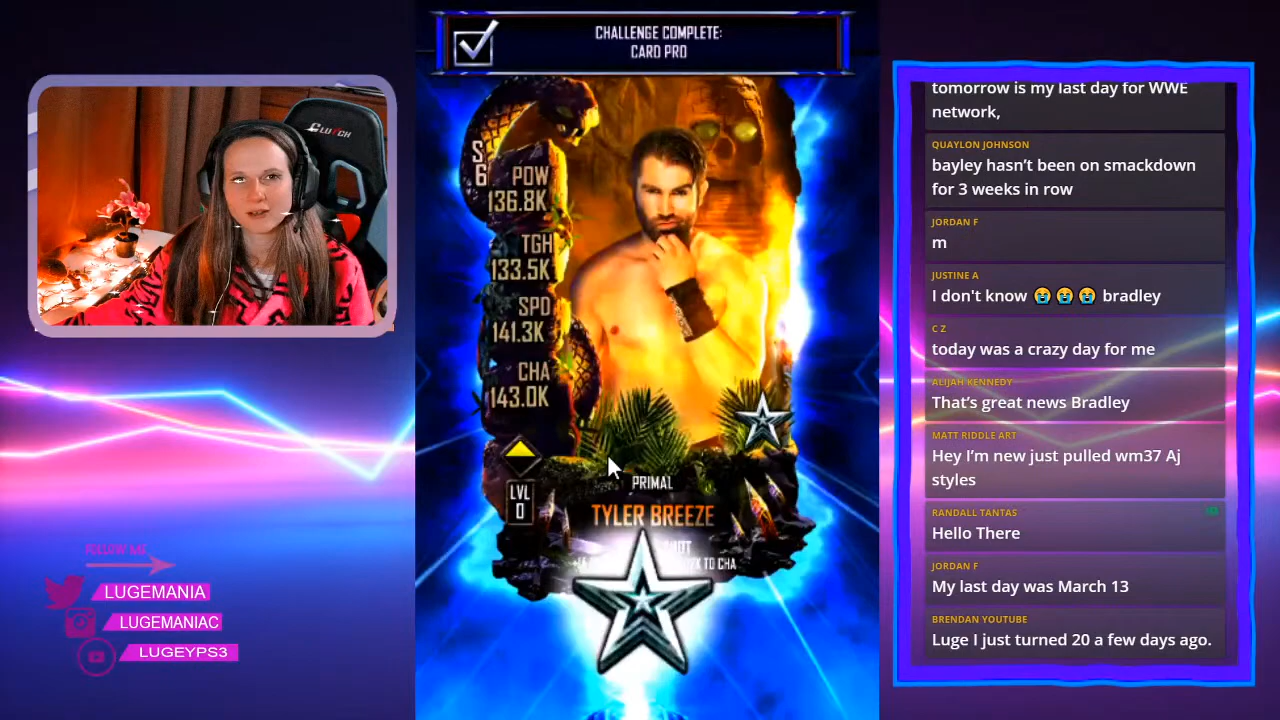 CHALLENGE COMPLETE:
CARD PRO
CLUTCH
S
6
POW
136.8K
TGH
133.5K
SPD
141.3K
CHA
143.0K
LVL
0
PRIMAL
TYLER BREEZE
TO CHA
FOLLOW ME
LUGEMANIA
LUGEMANIAC
LUGEYPS3
tomorrow is my last day for WWE
network,
QUAYLON JOHNSON
bayley hasn't been on smackdown
for 3 weeks in row
JORDAN F
m
JUSTINE A
I don't know 😭😭😭 bradley
C Z
today was a crazy day for me
ALIJAH KENNEDY
That's great news Bradley
MATT RIDDLE ART
Hey I'm new just pulled wm37 Aj
styles
RANDALL TANTAS
Hello There
JORDAN F
My last day was March 13
BRENDAN YOUTUBE
Luge I just turned 20 a few days ago.